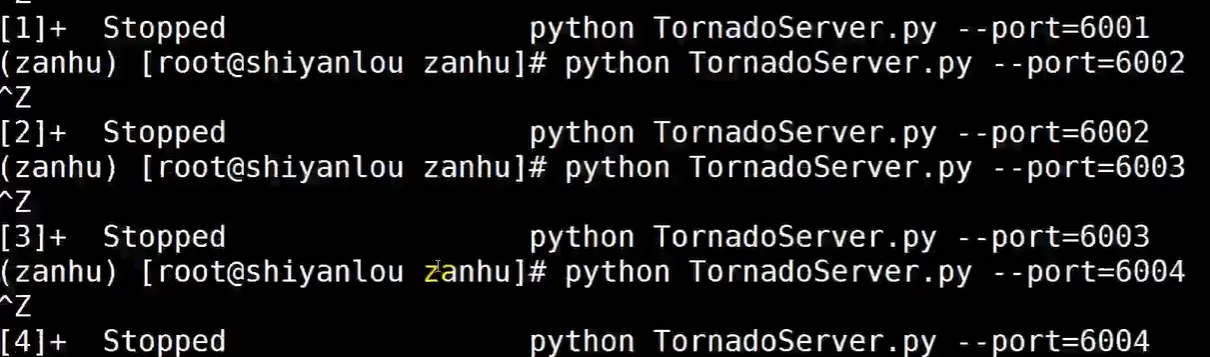 [1]+  Stopped                 python TornadoServer.py --port=6001
(zanhu) [root@shiyanlou zanhu]# python TornadoServer.py --port=6002
^Z
[2]+  Stopped                 python TornadoServer.py --port=6002
(zanhu) [root@shiyanlou zanhu]# python TornadoServer.py --port=6003
^Z
[3]+  Stopped                 python TornadoServer.py --port=6003
(zanhu) [root@shiyanlou zanhu]# python TornadoServer.py --port=6004
^Z
[4]+  Stopped                 python TornadoServer.py --port=6004